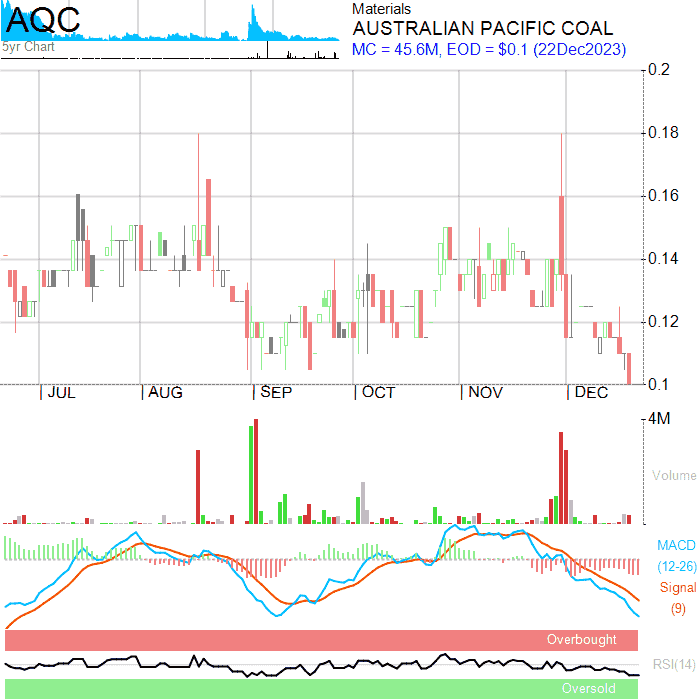 AQC
5yr Chart
Materials
AUSTRALIAN PACIFIC COAL
MC = 45.6M, EOD = $0.1 (22Dec2023)
0.2
0.18
0.16
0.14
0.12
0.1
JUL AUG SEP OCT NOV DEC
4M
Volume
MACD
(12-26)
Signal
(9)
Overbought
RSI(14)
Oversold